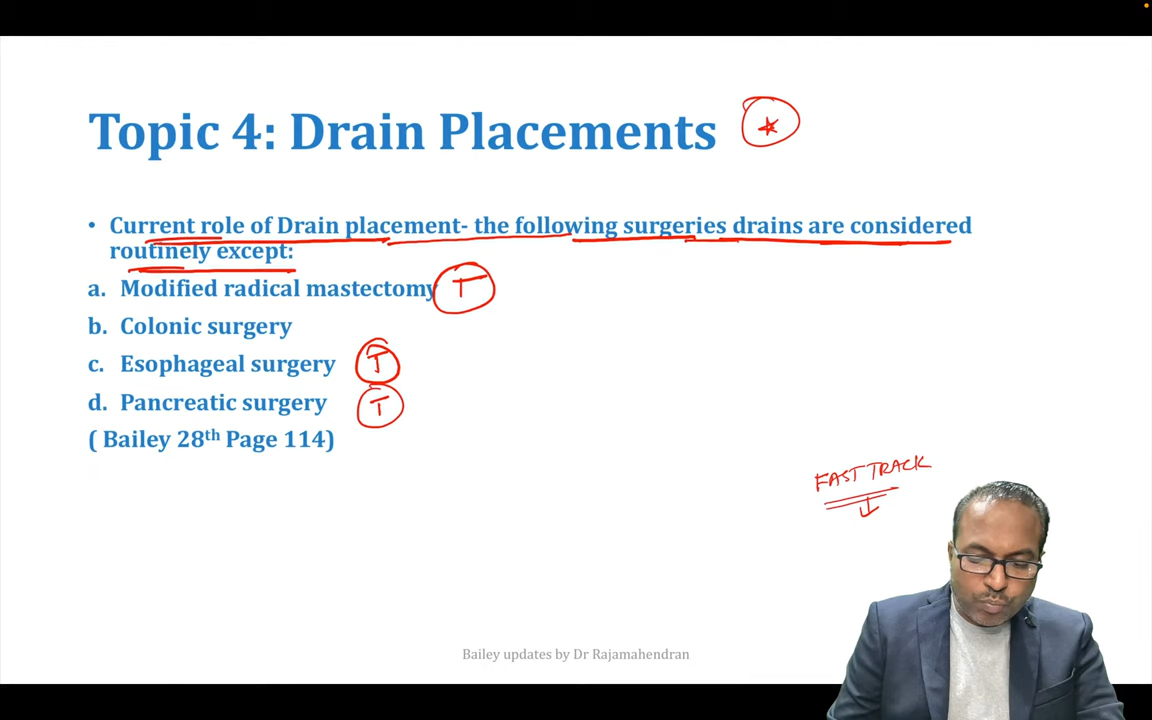 Topic 4: Drain Placements
• Current role of Drain placement- the following surgeries drains are considered
routinely except:
a. Modified radical mastectomy T
b. Colonic surgery
c. Esophageal surgery T
d. Pancreatic surgery T
( Bailey 28th Page 114)
FAST TRACK
Bailey updates by Dr Rajamahendran